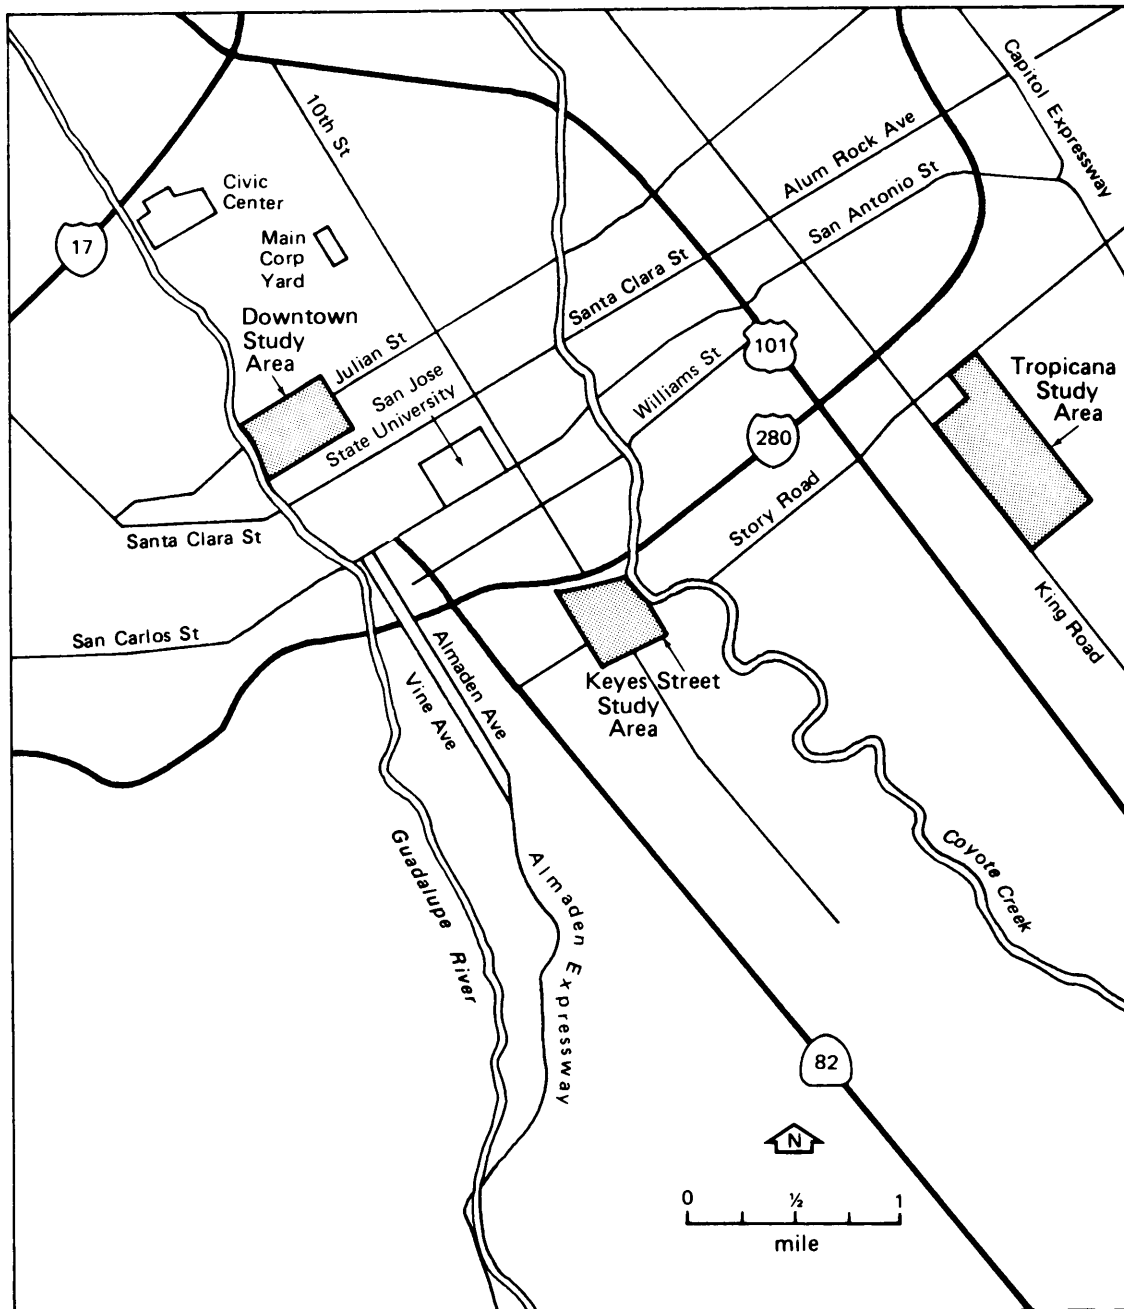 Capitol Expressway
10th St
Alum Rock Ave
San Antonio St
Civic
Center
17
Main
Corp
Yard
Santa Clara St
Downtown
Study
Area
Julian St
101
San Jose
State University
Williams St
Tropicana
Study
Area
280
Story Road
Santa Clara St
King Road
San Carlos St
Almaden Ave
Vine Ave
Keyes Street
Study
Area
Guadalupe River
Almaden Expressway
Coyote Creek
82
N
0 ½ 1
mile